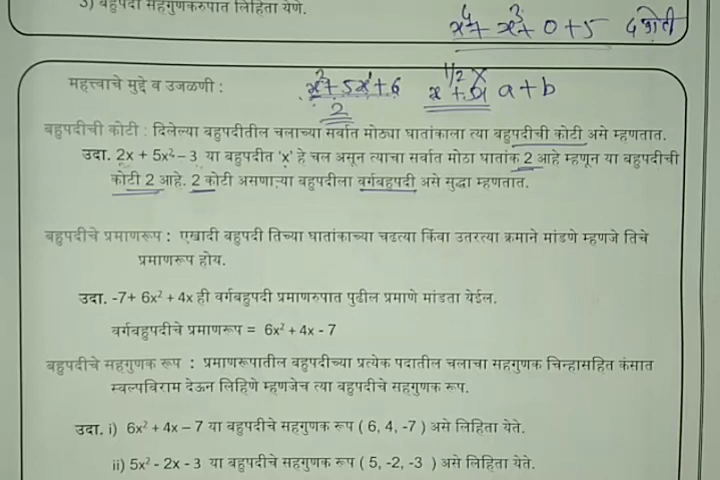 3) बहुपदी सहगुणकरुपात लिहिता येणे.
x⁴ + x³ + 0 + 5
महत्त्वाचे मुद्दे व उजळणी : x² + 5x¹ + 6 a + b
2
बहुपदीची कोटी : दिलेल्या बहुपदीतील चलाच्या सर्वात मोठ्या घातांकाला त्या बहुपदीची कोटी असे म्हणतात.
उदा. 2x + 5x² – 3 या बहुपदीत 'x' हे चल असून त्याचा सर्वात मोठा घातांक 2 आहे म्हणून या बहुपदीची
कोटी 2 आहे. 2 कोटी असणाऱ्या बहुपदीला वर्गबहुपदी असे सुद्धा म्हणतात.
बहुपदीचे प्रमाणरूप : एखादी बहुपदी तिच्या घातांकाच्या चढत्या किंवा उतरत्या क्रमाने मांडणे म्हणजे तिचे
प्रमाणरूप होय.
उदा. -7+ 6x² + 4x ही वर्गबहुपदी प्रमाणरुपात पुढील प्रमाणे मांडता येईल.
वर्गबहुपदीचे प्रमाणरूप = 6x² + 4x - 7
बहुपदीचे सहगुणक रूप : प्रमाणरूपातील बहुपदीच्या प्रत्येक पदातील चलाचा सहगुणक चिन्हासहित कंसात
स्वल्पविराम देऊन लिहिणे म्हणजेच त्या बहुपदीचे सहगुणक रूप.
उदा. i) 6x² + 4x – 7 या बहुपदीचे सहगुणक रूप ( 6, 4, -7 ) असे लिहिता येते.
ii) 5x² - 2x - 3 या बहुपदीचे सहगुणक रूप ( 5, -2, -3 ) असे लिहिता येते.